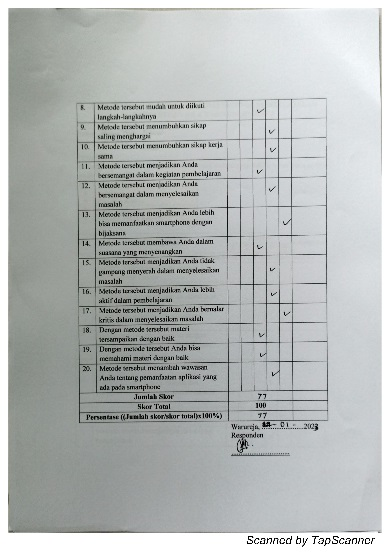 8. Metode tersebut mudah untuk diikuti
langkah-langkahnya
9. Metode tersebut menumbuhkan sikap
saling menghargai
10. Metode tersebut menumbuhkan sikap kerja
sama
11. Metode tersebut menjadikan Anda
bersemangat dalam kegiatan pembelajaran
12. Metode tersebut menjadikan Anda
bersemangat dalam menyelesaikan
masalah
13. Metode tersebut menjadikan Anda lebih
bisa memanfaatkan smartphone dengan
bijaksana
14. Metode tersebut membawa Anda dalam
suasana yang menyenangkan
15. Metode tersebut menjadikan Anda tidak
gampang menyerah dalam menyelesaikan
masalah
16. Metode tersebut menjadikan Anda lebih
aktif dalam pembelajaran
17. Metode tersebut menjadikan Anda bernalar
kritis dalam menyelesaikan masalah
18. Dengan metode tersebut materi
tersampaikan dengan baik
19. Dengan metode tersebut Anda bisa
memahami materi dengan baik
20. Metode tersebut menambah wawasan
Anda tentang pemanfaatan aplikasi yang
ada pada smartphone
Jumlah Skor 77
Skor Total 100
Persentase ((Jumlah skor/skor total)x100%) 77
Warureja, - 01 - 2023
Responden
Scanned by TapScanner